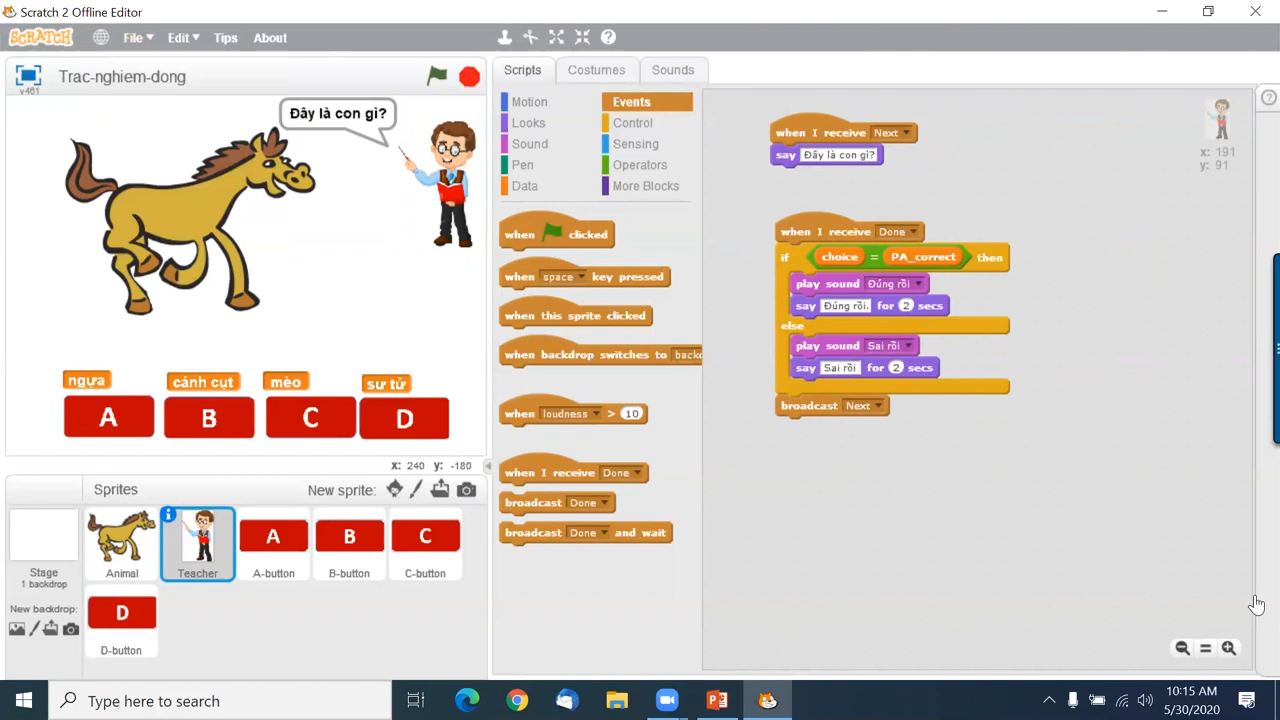 Scratch 2 Offline Editor
SCRATCH File Edit Tips About
v461 Trac-nghiem-dong
Đây là con gì?
ngựa cánh cụt mèo sư tử
A B C D
x: 240 y: -180
Sprites New sprite:
Stage
1 backdrop
New backdrop:
Animal
Teacher
A
A-button
B
B-button
C
C-button
D
D-button
Scripts Costumes Sounds
Motion Events
Looks Control
Sound Sensing
Pen Operators
Data More Blocks
when clicked
when space key pressed
when this sprite clicked
when backdrop switches to
when loudness > 10
when I receive Done
broadcast Done
broadcast Done and wait
when I receive Next
say Đây là con gì?
when I receive Done
if choice = PA_correct then
play sound Đúng rồi
say Đúng rồi. for 2 secs
else
play sound Sai rồi
say Sai rồi for 2 secs
broadcast Next
x: 191
y: 91
Type here to search
10:15 AM
5/30/2020